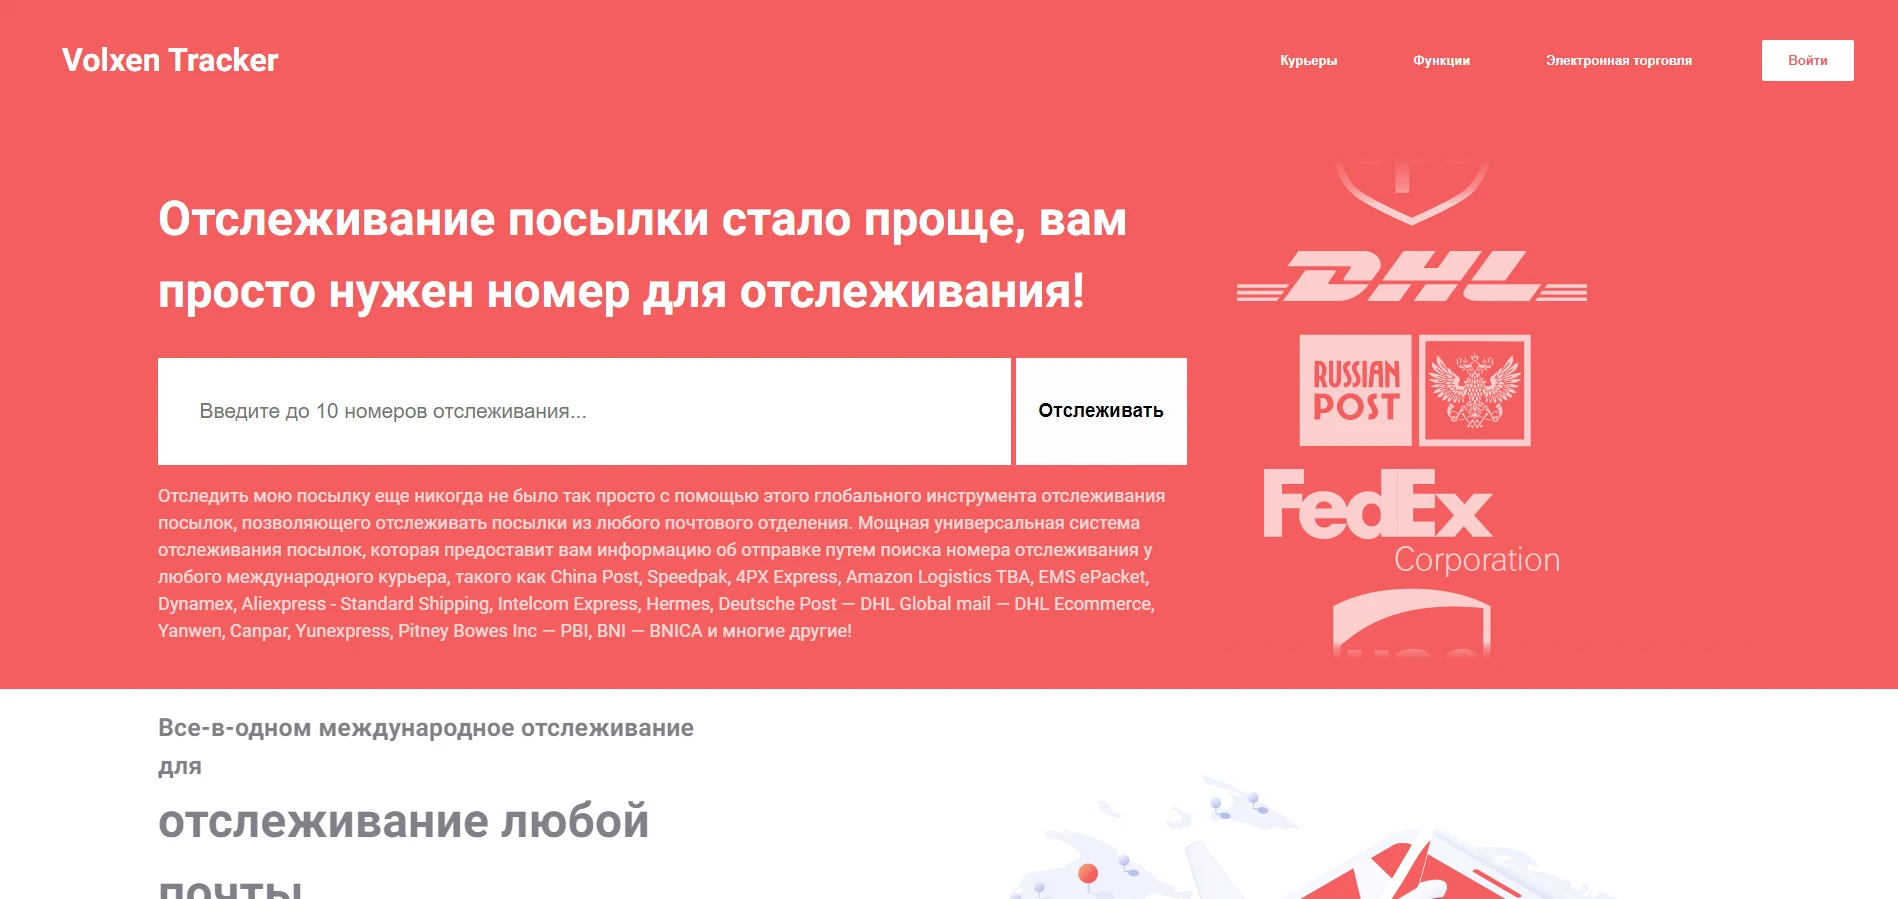 Volxen Tracker
Курьеры
Функции
Электронная торговля
Войти
Отслеживание посылки стало проще, вам
просто нужен номер для отслеживания!
Введите до 10 номеров отслеживания...
Отслеживать
Отследить мою посылку еще никогда не было так просто с помощью этого глобального инструмента отслеживания
посылок, позволяющего отслеживать посылки из любого почтового отделения. Мощная универсальная система
отслеживания посылок, которая предоставит вам информацию об отправке путем поиска номера отслеживания у
любого международного курьера, такого как China Post, Speedpak, 4PX Express, Amazon Logistics TBA, EMS ePacket,
Dynamex, Aliexpress - Standard Shipping, Intelcom Express, Hermes, Deutsche Post — DHL Global mail — DHL Ecommerce,
Yanwen, Canpar, Yunexpress, Pitney Bowes Inc — PBI, BNI — BNICA и многие другие!
DHL
RUSSIAN
POST
FedEx
Corporation
Все-в-одном международное отслеживание
для
отслеживание любой
почты